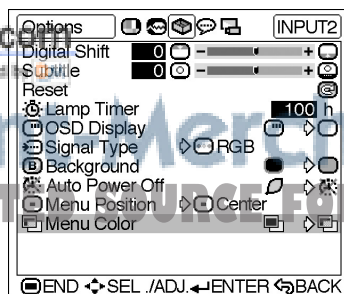 Options INPUT2
Digital Shift 0 - +
Subtitle 0 - +
Reset
Lamp Timer 100 h
OSD Display
Signal Type RGB
Background
Auto Power Off
Menu Position Center
Menu Color
END SEL ./ADJ. ENTER BACK